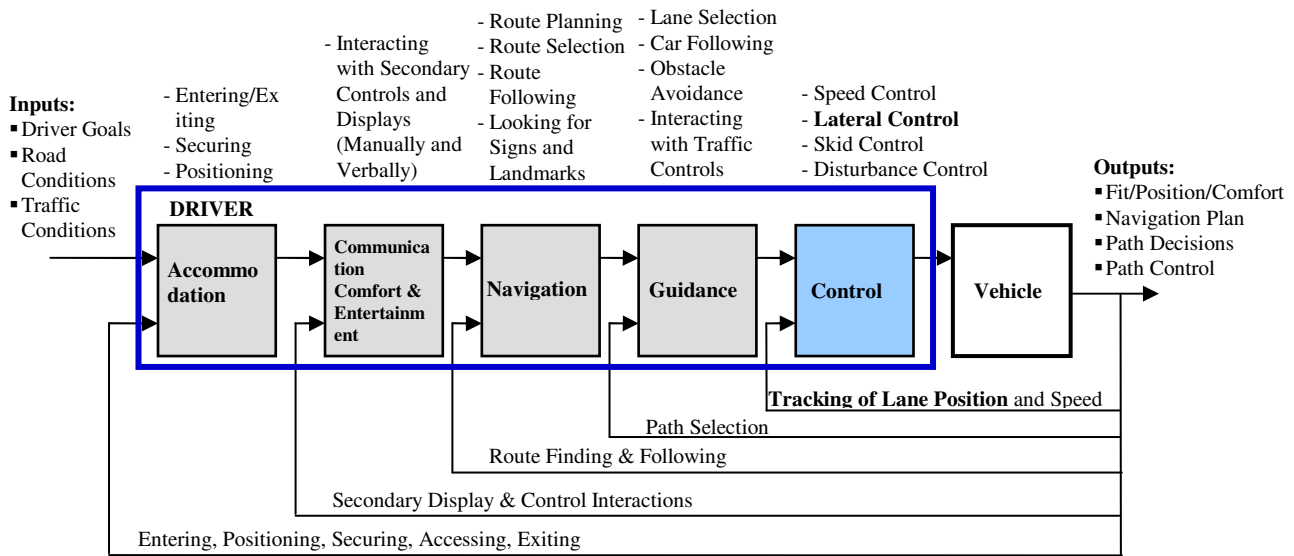 Inputs:
▪ Driver Goals
▪ Road
Conditions
▪ Traffic
Conditions
- Entering/Ex
iting
- Securing
- Positioning
- Interacting
with Secondary
Controls and
Displays
(Manually and
Verbally)
- Route Planning
- Route Selection
- Route
Following
- Looking for
Signs and
Landmarks
- Lane Selection
- Car Following
- Obstacle
Avoidance
- Interacting
with Traffic
Controls
- Speed Control
- Lateral Control
- Skid Control
- Disturbance Control
Outputs:
▪ Fit/Position/Comfort
▪ Navigation Plan
▪ Path Decisions
▪ Path Control
DRIVER
Accommo
dation
Communica
tion
Comfort &
Entertainm
ent
Navigation
Guidance
Control
Vehicle
Tracking of Lane Position and Speed
Path Selection
Route Finding & Following
Secondary Display & Control Interactions
Entering, Positioning, Securing, Accessing, Exiting